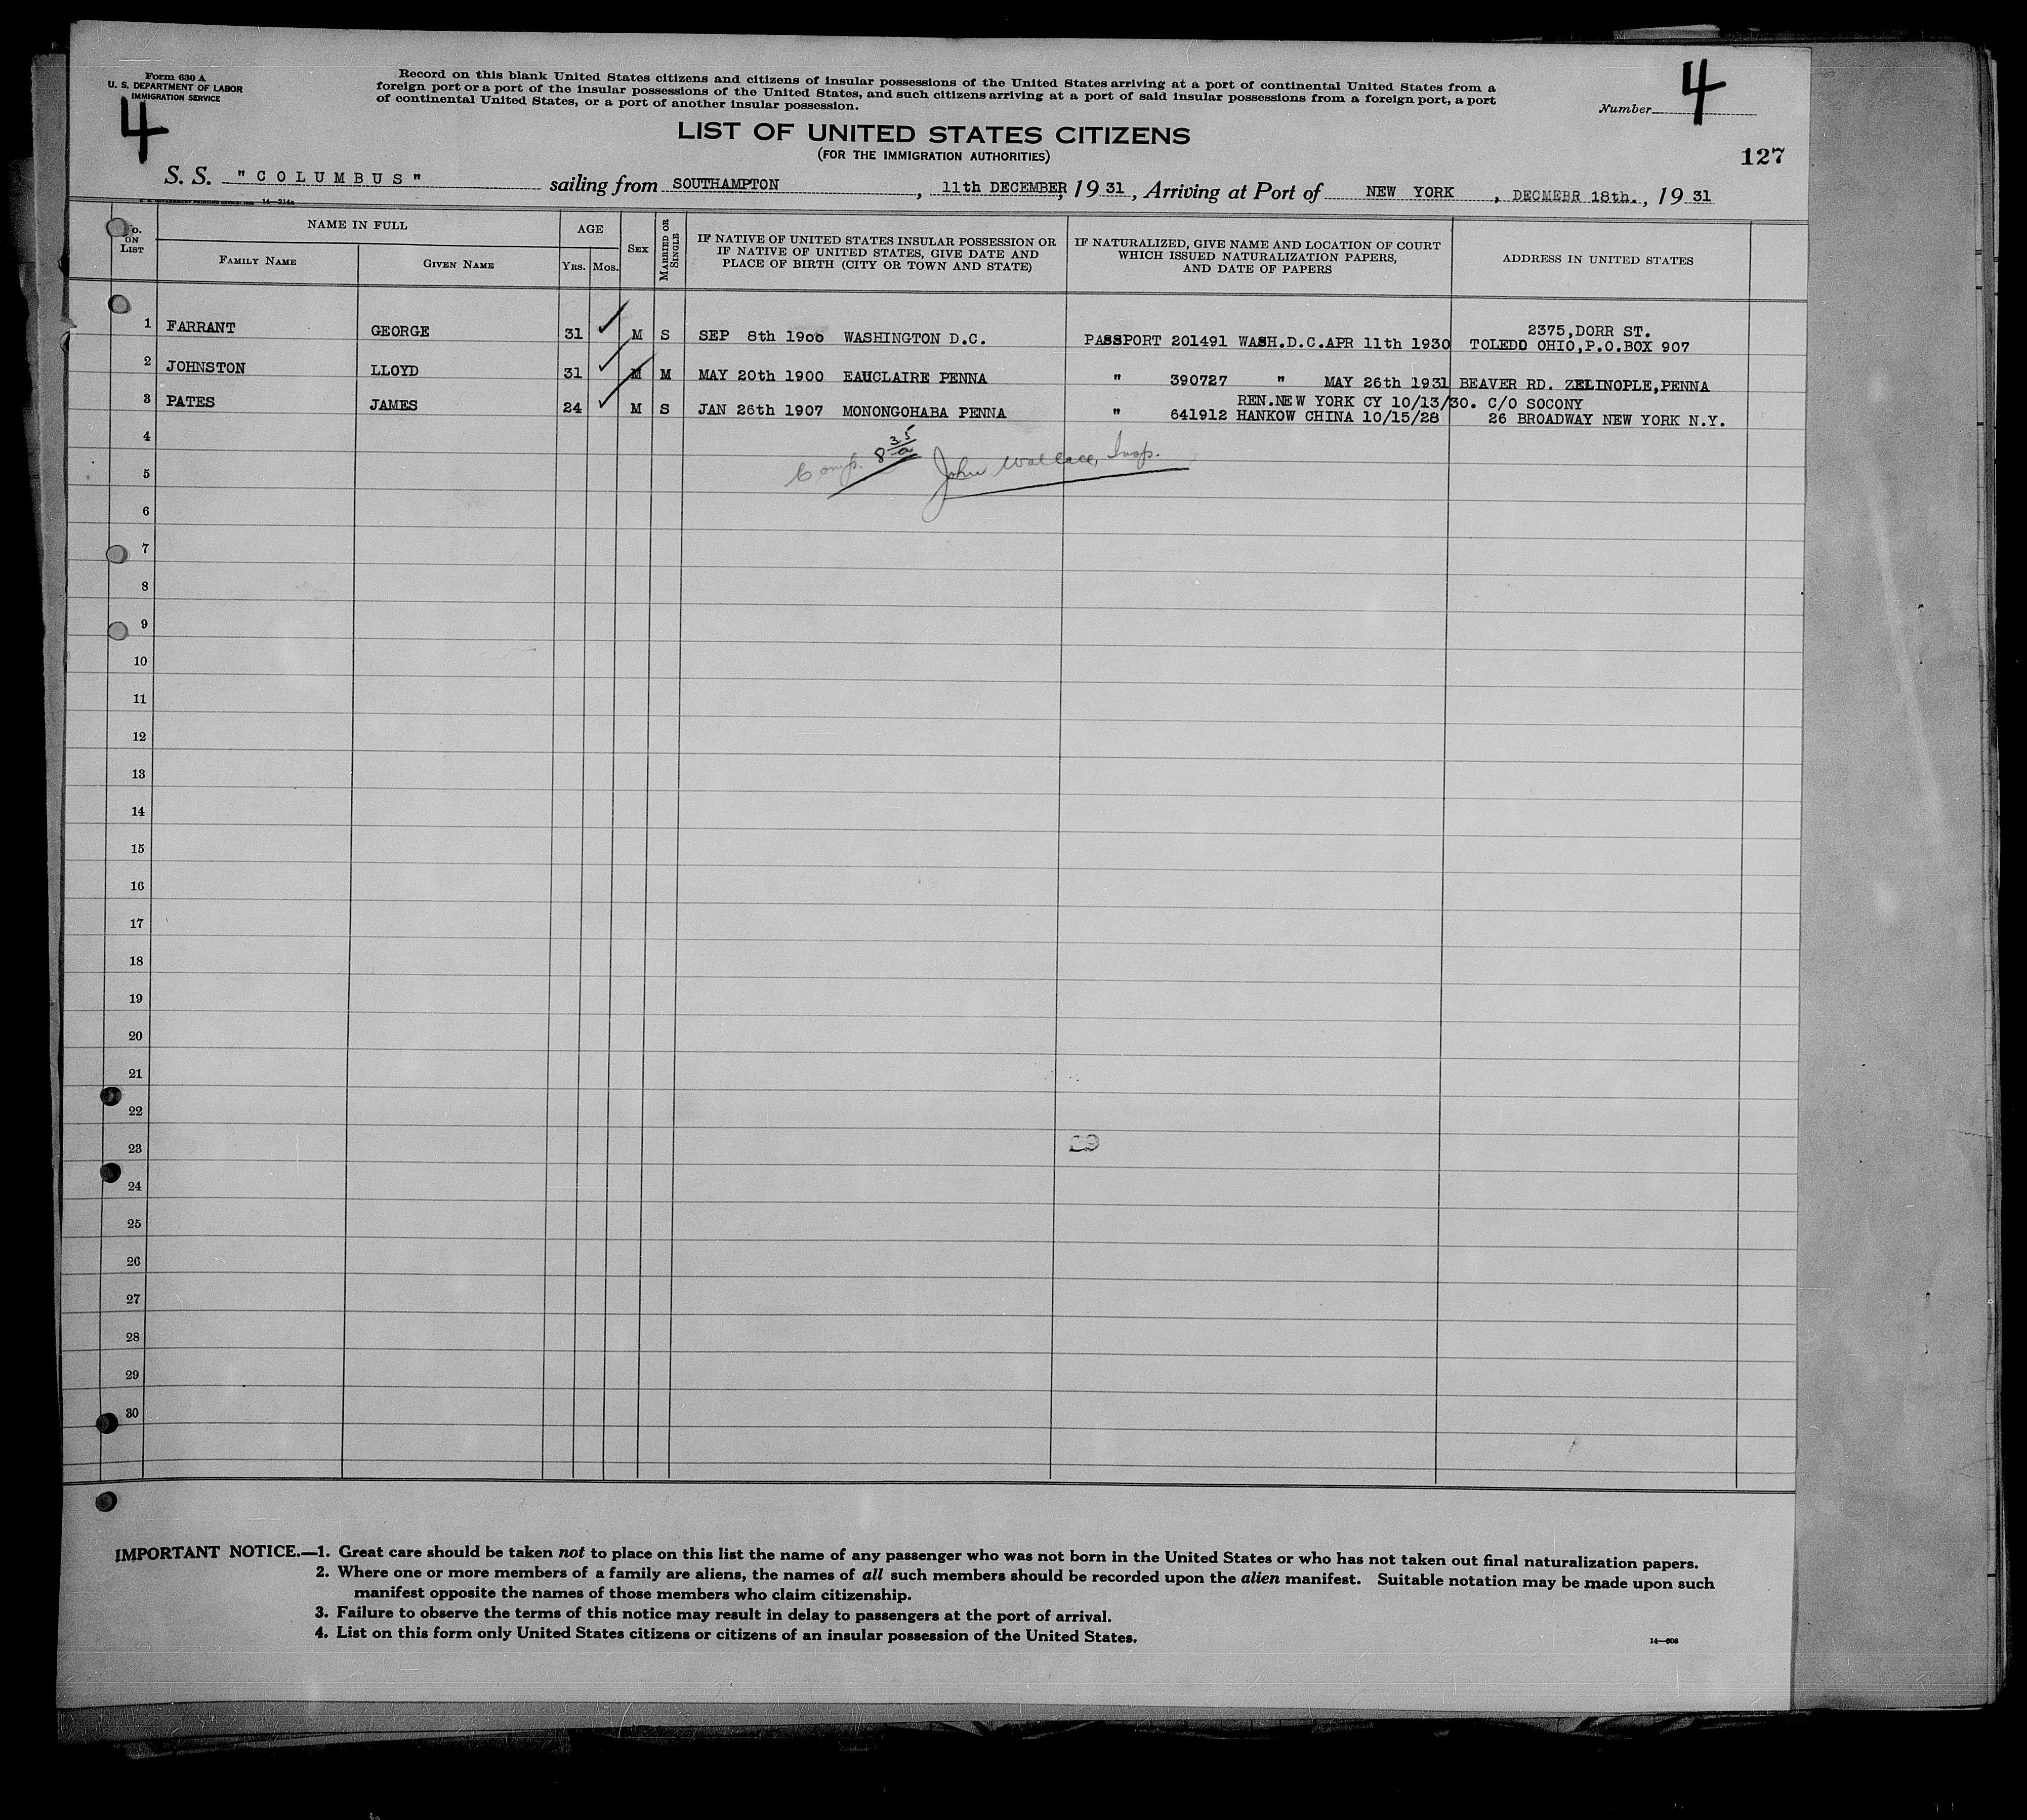 Form 630 A
U. S. DEPARTMENT OF LABOR
IMMIGRATION SERVICE
4
Record on this blank United States citizens and citizens of insular possessions of the United States arriving at a port of continental United States from a
foreign port or a port of the insular possessions of the United States, and such citizens arriving at a port of said insular possessions from a foreign port, a port
of continental United States, or a port of another insular possession.
Number 4
LIST OF UNITED STATES CITIZENS
(FOR THE IMMIGRATION AUTHORITIES)
127
S. S. "COLUMBUS" sailing from SOUTHAMPTON, 11th DECEMBER, 1931, Arriving at Port of NEW YORK, DECMEBR 18th., 1931
14—214a
NO. ON LIST
NAME IN FULL
FAMILY NAME GIVEN NAME
AGE
YRS. MOS.
SEX
MARRIED OR SINGLE
IF NATIVE OF UNITED STATES INSULAR POSSESSION OR
IF NATIVE OF UNITED STATES, GIVE DATE AND
PLACE OF BIRTH (CITY OR TOWN AND STATE)
IF NATURALIZED, GIVE NAME AND LOCATION OF COURT
WHICH ISSUED NATURALIZATION PAPERS,
AND DATE OF PAPERS
ADDRESS IN UNITED STATES
1 FARRANT GEORGE 31 M S SEP 8th 1900 WASHINGTON D.C. PASSPORT 201491 WASH.D.C.APR 11th 1930 2375,DORR ST.
TOLEDO OHIO,P.O.BOX 907
2 JOHNSTON LLOYD 31 M M MAY 20th 1900 EAUCLAIRE PENNA " 390727 " MAY 26th 1931 BEAVER RD. ZELINOPLE,PENNA
REN.NEW YORK CY 10/13/30. C/O SOCONY
3 PATES JAMES 24 M S JAN 26th 1907 MONONGOHABA PENNA " 641912 HANKOW CHINA 10/15/28 26 BROADWAY NEW YORK N.Y.
4
Comp. 8 35/a John Wallace, Insp.
5
6
7
8
9
10
11
12
13
14
15
16
17
18
19
20
21
22
23
24
25
26
27
28
29
30
IMPORTANT NOTICE.—1. Great care should be taken not to place on this list the name of any passenger who was not born in the United States or who has not taken out final naturalization papers.
2. Where one or more members of a family are aliens, the names of all such members should be recorded upon the alien manifest. Suitable notation may be made upon such
manifest opposite the names of those members who claim citizenship.
3. Failure to observe the terms of this notice may result in delay to passengers at the port of arrival.
4. List on this form only United States citizens or citizens of an insular possession of the United States.
14—606